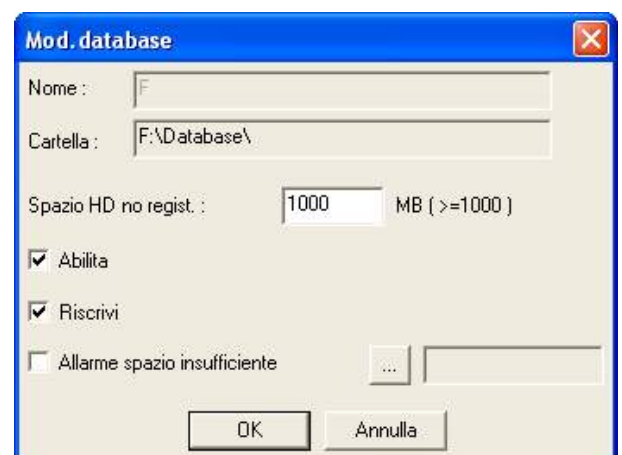 Mod. database
Nome :
F
Cartella :
F:\Database\
Spazio HD no regist. :
1000
MB ( >=1000 )
Abilita
Riscrivi
Allarme spazio insufficiente
...
OK
Annulla